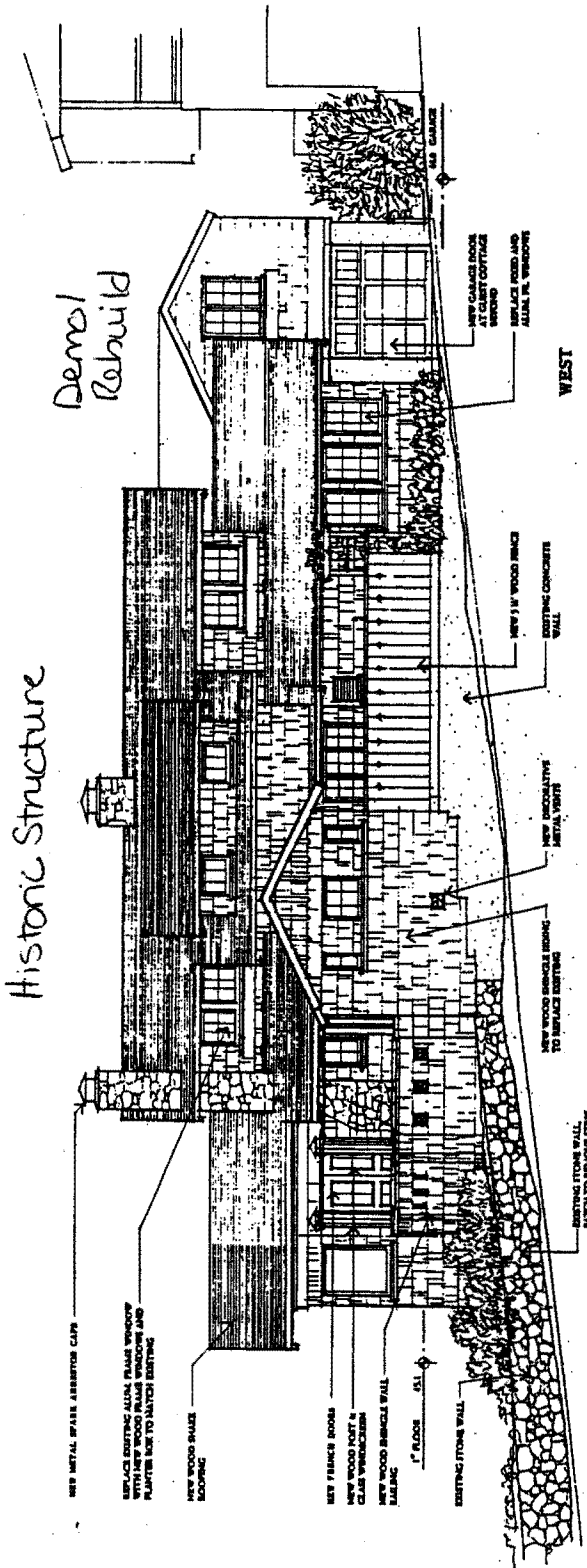 Historic Structure
Demo/
Rebuild
NEW METAL SPARK ARRESTOR CAPS
REPLACE EXISTING ALUM. FRAME WINDOW
WITH NEW WOOD FRAME WINDOWS AND
PLANTER BOX TO MATCH EXISTING
NEW WOOD SHAKE
ROOFING
NEW FRENCH DOORS
NEW WOOD POST &
GLASS WINDSCREEN
NEW WOOD SHINGLE WALL
RAILING
1st FLOOR
EXISTING STONE WALL
EXISTING STONE WALL
NEW WOOD SHINGLE SIDING
TO REPLACE EXISTING
NEW DECORATIVE
METAL VENTS
NEW 5 H WOOD FENCE
EXISTING CONCRETE
WALL
NEW GARAGE DOOR
AT GUEST COTTAGE
BEYOND
REPLACE FIXED AND
ALUM. FR. WINDOWS
GARAGE
WEST